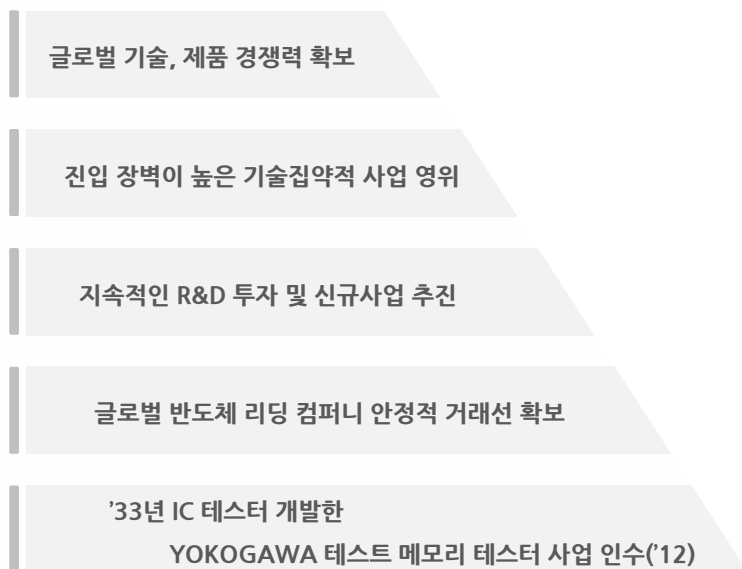 글로벌 기술, 제품 경쟁력 확보
진입 장벽이 높은 기술집약적 사업 영위
지속적인 R&D 투자 및 신규사업 추진
글로벌 반도체 리딩 컴퍼니 안정적 거래선 확보
’33년 IC 테스터 개발한
YOKOGAWA 테스트 메모리 테스터 사업 인수(’12)